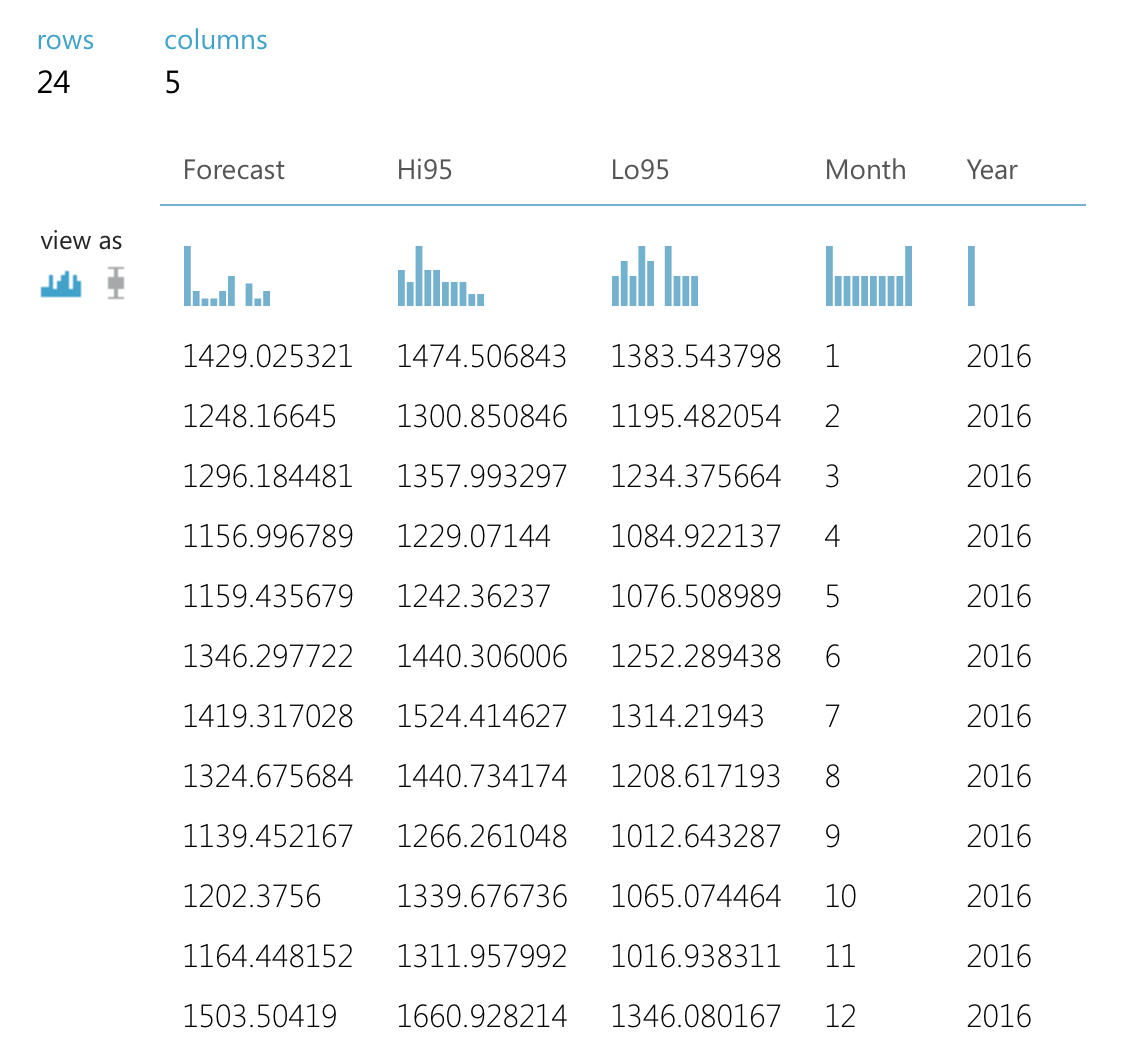 rows columns
24 5
Forecast Hi95 Lo95 Month Year
view as
1429.025321 1474.506843 1383.543798 1 2016
1248.16645 1300.850846 1195.482054 2 2016
1296.184481 1357.993297 1234.375664 3 2016
1156.996789 1229.07144 1084.922137 4 2016
1159.435679 1242.36237 1076.508989 5 2016
1346.297722 1440.306006 1252.289438 6 2016
1419.317028 1524.414627 1314.21943 7 2016
1324.675684 1440.734174 1208.617193 8 2016
1139.452167 1266.261048 1012.643287 9 2016
1202.3756 1339.676736 1065.074464 10 2016
1164.448152 1311.957992 1016.938311 11 2016
1503.50419 1660.928214 1346.080167 12 2016